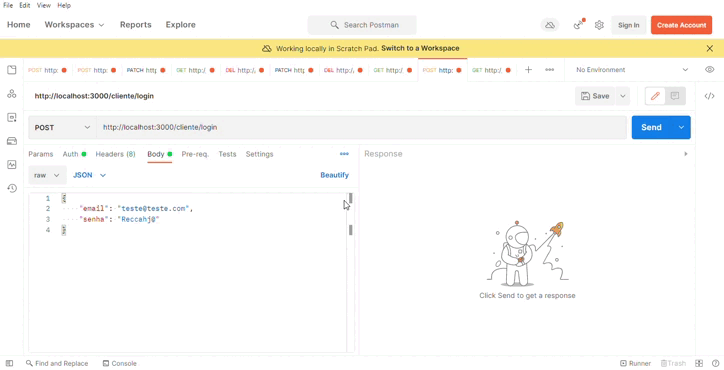 File Edit View Help
Home Workspaces Reports Explore Search Postman Sign In Create Account
Working locally in Scratch Pad. Switch to a Workspace
POST http: POST http: PATCH htt GET http:/ DEL http:/. PATCH htt DEL http:/. GET http:/. POST http: GET http:/. + ••• No Environment
http://localhost:3000/cliente/login Save
POST http://localhost:3000/cliente/login Send
Params Auth Headers (8) Body Pre-req. Tests Settings ••• Response
raw JSON Beautify
1 {
2 "email": "teste@teste.com",
3 "senha": "Reccahj@"
4 }
Click Send to get a response
Find and Replace Console Runner Trash